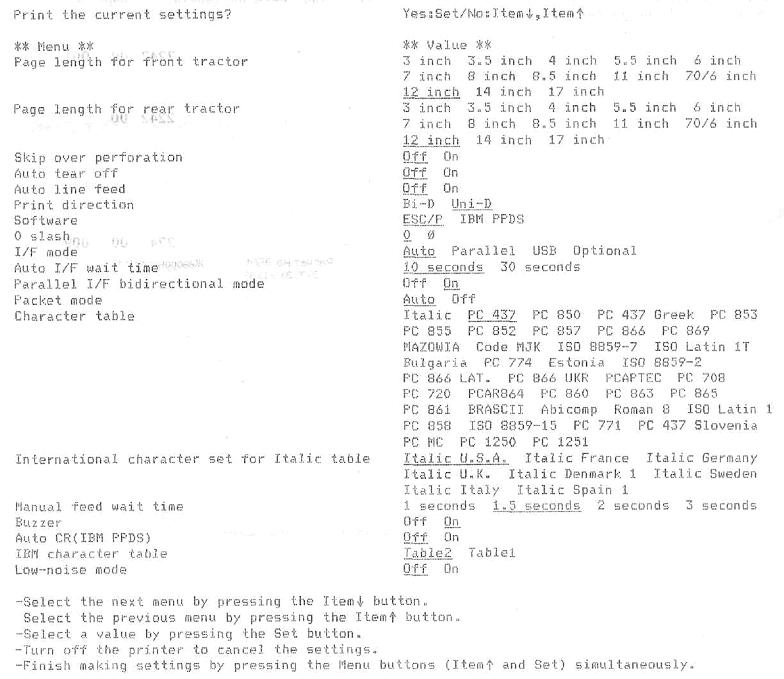 Print the current settings? Yes:Set/No:Item↓,Item↑
** Menu ** ** Value **
Page length for front tractor 3 inch 3.5 inch 4 inch 5.5 inch 6 inch
7 inch 8 inch 8.5 inch 11 inch 70/6 inch
12 inch 14 inch 17 inch
Page length for rear tractor 3 inch 3.5 inch 4 inch 5.5 inch 6 inch
7 inch 8 inch 8.5 inch 11 inch 70/6 inch
12 inch 14 inch 17 inch
Skip over perforation Off On
Auto tear off Off On
Auto line feed Off On
Print direction Bi-D Uni-D
Software ESC/P IBM PPDS
0 slash 0 Ø
I/F mode Auto Parallel USB Optional
Auto I/F wait time 10 seconds 30 seconds
Parallel I/F bidirectional mode Off On
Packet mode Auto Off
Character table Italic PC 437 PC 850 PC 437 Greek PC 853
PC 855 PC 852 PC 857 PC 866 PC 869
MAZOWIA Code MJK ISO 8859-7 ISO Latin 1T
Bulgaria PC 774 Estonia ISO 8859-2
PC 866 LAT. PC 866 UKR PCAPTEC PC 708
PC 720 PCAR864 PC 860 PC 863 PC 865
PC 861 BRASCII Abicomp Roman 8 ISO Latin 1
PC 858 ISO 8859-15 PC 771 PC 437 Slovenia
PC MC PC 1250 PC 1251
International character set for Italic table Italic U.S.A. Italic France Italic Germany
Italic U.K. Italic Denmark 1 Italic Sweden
Italic Italy Italic Spain 1
Manual feed wait time 1 seconds 1.5 seconds 2 seconds 3 seconds
Buzzer Off On
Auto CR(IBM PPDS) Off On
IBM character table Table2 Table1
Low-noise mode Off On
-Select the next menu by pressing the Item↓ button.
Select the previous menu by pressing the Item↑ button.
-Select a value by pressing the Set button.
-Turn off the printer to cancel the settings.
-Finish making settings by pressing the Menu buttons (Item↑ and Set) simultaneously.